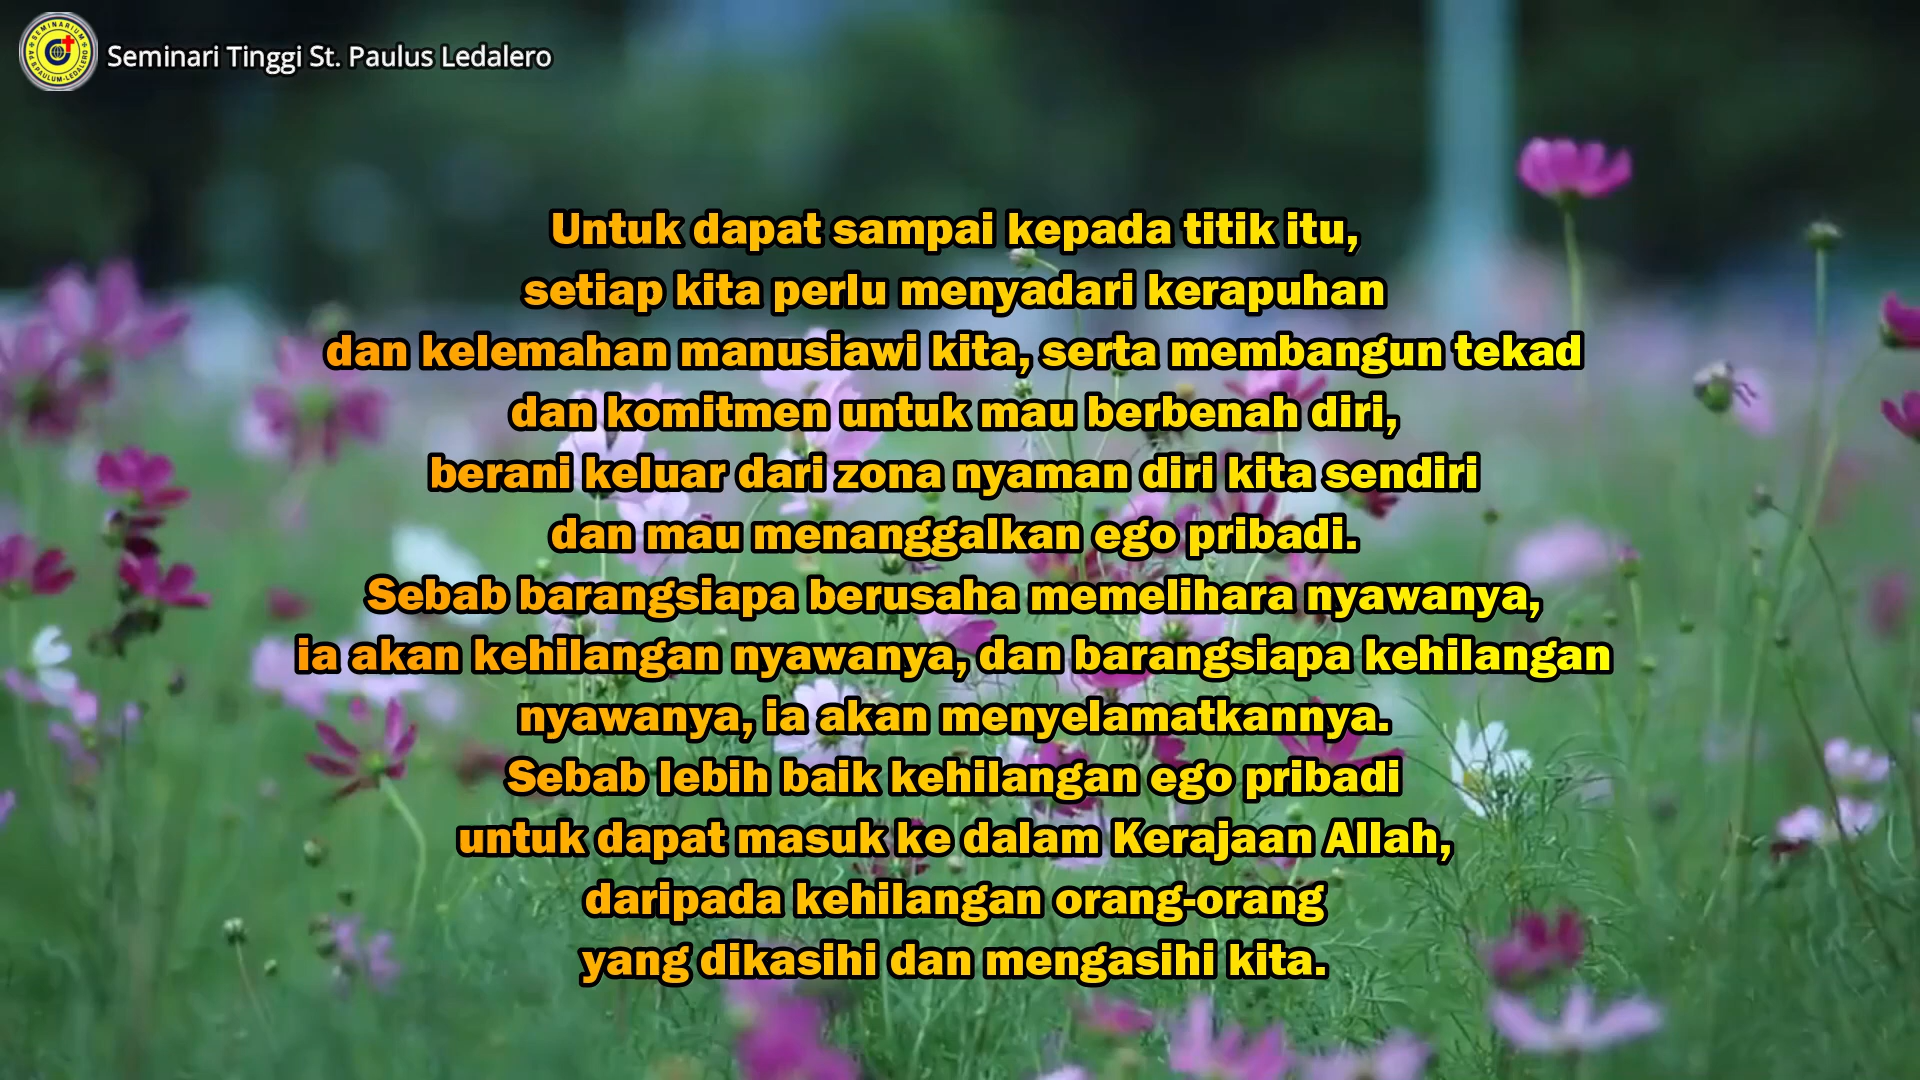 Seminari Tinggi St. Paulus Ledalero
Untuk dapat sampai kepada titik itu,
setiap kita perlu menyadari kerapuhan
dan kelemahan manusiawi kita, serta membangun tekad
dan komitmen untuk mau berbenah diri,
berani keluar dari zona nyaman diri kita sendiri
dan mau menanggalkan ego pribadi.
Sebab barangsiapa berusaha memelihara nyawanya,
ia akan kehilangan nyawanya, dan barangsiapa kehilangan
nyawanya, ia akan menyelamatkannya.
Sebab lebih baik kehilangan ego pribadi
untuk dapat masuk ke dalam Kerajaan Allah,
daripada kehilangan orang-orang
yang dikasihi dan mengasihi kita.